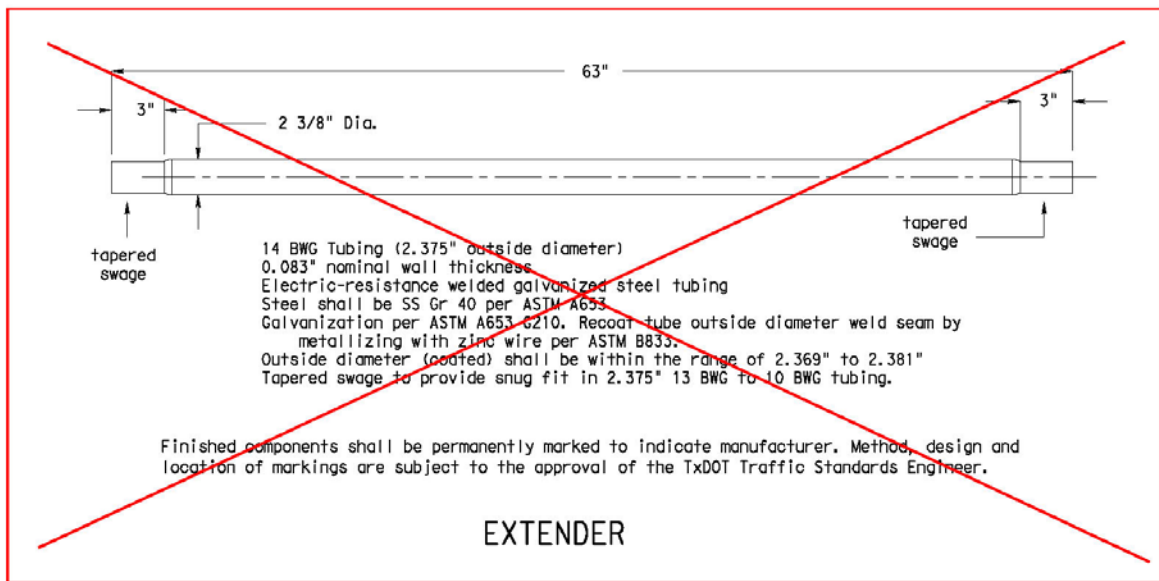 63"
3"
3"
2 3/8" Dia.
tapered
swage
tapered
swage
14 BWG Tubing (2.375" outside diameter)
0.083" nominal wall thickness
Electric-resistance welded galvanized steel tubing
Steel shall be SS Gr 40 per ASTM A653
Galvanization per ASTM A653 G210. Recoat tube outside diameter weld seam by
metallizing with zinc wire per ASTM B833.
Outside diameter (coated) shall be within the range of 2.369" to 2.381"
Tapered swage to provide snug fit in 2.375" 13 BWG to 10 BWG tubing.
Finished components shall be permanently marked to indicate manufacturer. Method, design and
location of markings are subject to the approval of the TxDOT Traffic Standards Engineer.
EXTENDER